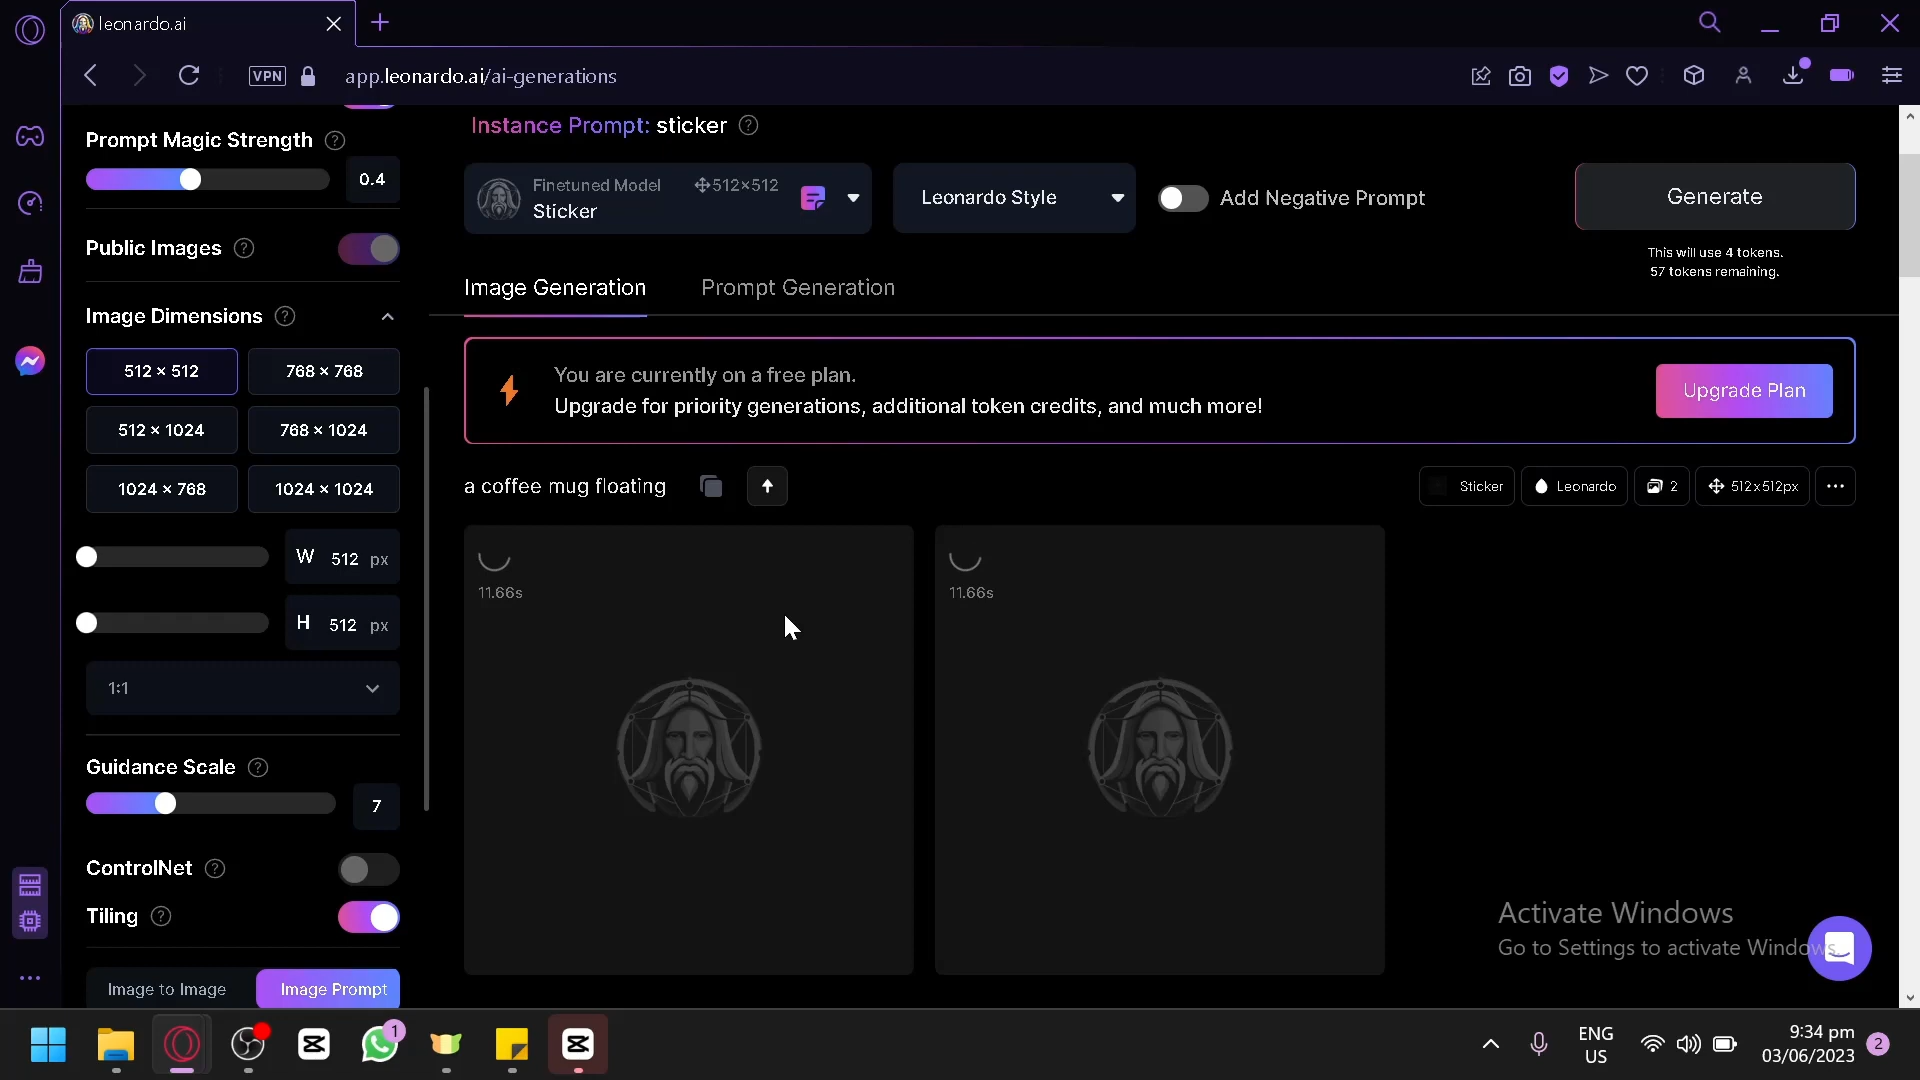 leonardo.ai
VPN
app.leonardo.ai/ai-generations
Prompt Magic Strength ?
0.4
Public Images ?
Image Dimensions ?
512 × 512
768 × 768
512 × 1024
768 × 1024
1024 × 768
1024 × 1024
W 512 px
H 512 px
1:1
Guidance Scale ?
7
ControlNet ?
Tiling ?
Image to Image
Image Prompt
Instance Prompt: sticker ?
Finetuned Model
512×512
Sticker
Leonardo Style
Add Negative Prompt
Generate
This will use 4 tokens.
57 tokens remaining.
Image Generation
Prompt Generation
You are currently on a free plan.
Upgrade for priority generations, additional token credits, and much more!
Upgrade Plan
a coffee mug floating
Sticker
Leonardo
2
512x512px
11.66s
11.66s
Activate Windows
Go to Settings to activate Windows.
1
ENG
US
9:34 pm
03/06/2023
2